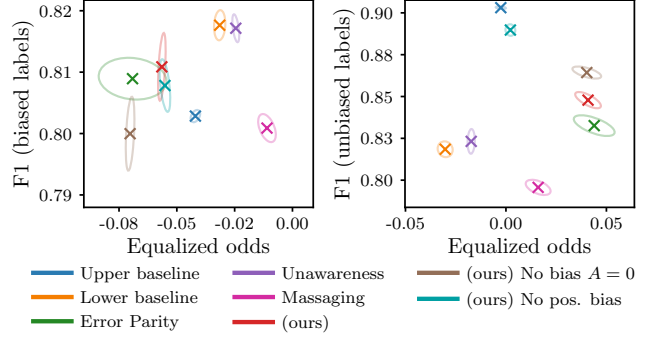 0.82
0.81
0.80
0.79
F1 (biased labels)
-0.08
-0.05
-0.02
0.00
Equalized odds
0.90
0.88
0.85
0.83
0.80
F1 (unbiased labels)
-0.05
0.00
0.05
Equalized odds
Upper baseline
Unawareness
(ours) No bias A = 0
Lower baseline
Massaging
(ours) No pos. bias
Error Parity
(ours)